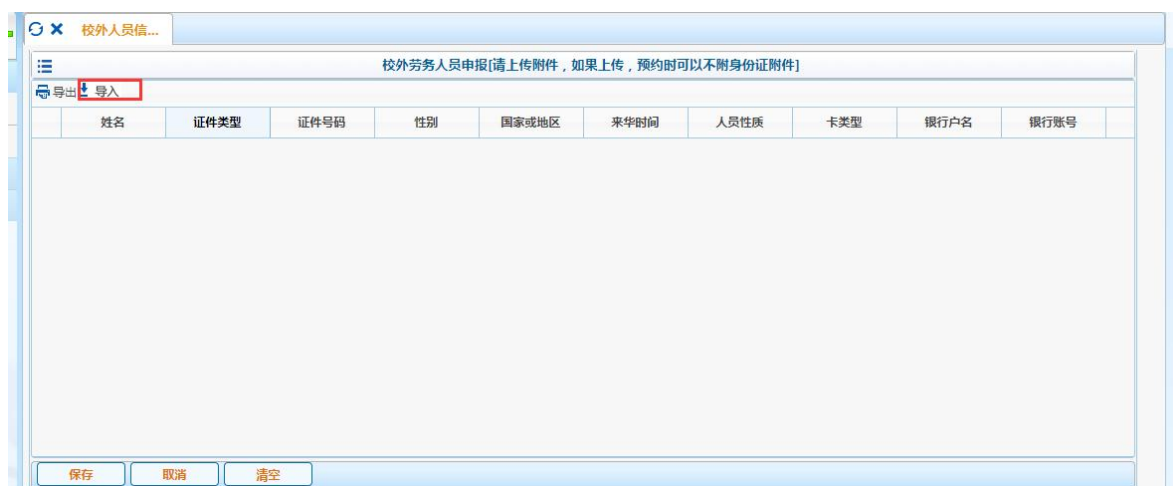 校外人员信...
校外劳务人员申报[请上传附件，如果上传，预约时可以不附身份证附件]
导出 导入
姓名 证件类型 证件号码 性别 国家或地区 来华时间 人员性质 卡类型 银行户名 银行账号
保存 取消 清空